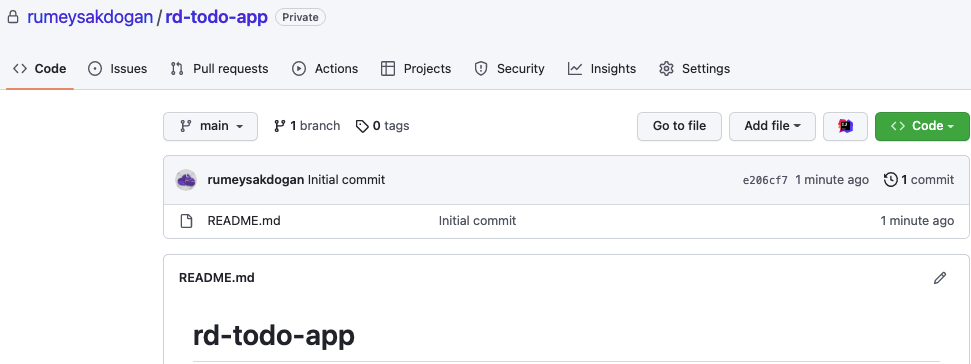 rumeysakdogan / rd-todo-app Private
Code Issues Pull requests Actions Projects Security Insights Settings
main 1 branch 0 tags Go to file Add file Code
rumeysakdogan Initial commit e206cf7 1 minute ago 1 commit
README.md Initial commit 1 minute ago
README.md
rd-todo-app